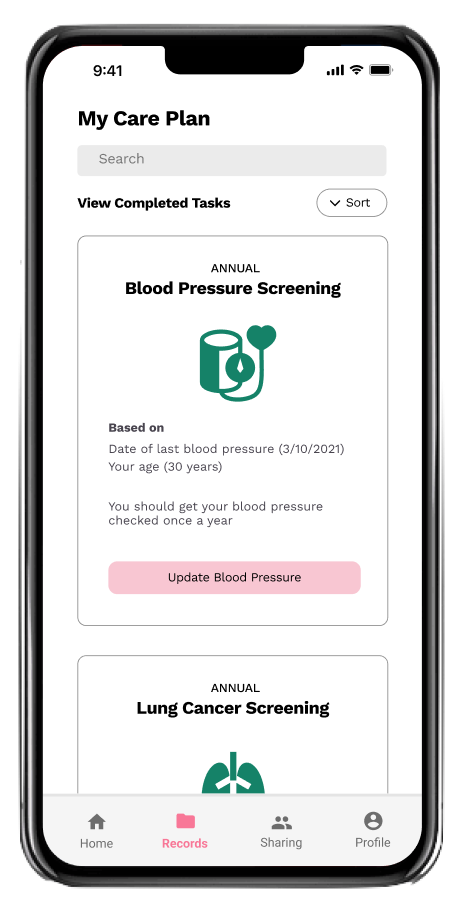 9:41
My Care Plan
Search
View Completed Tasks
Sort
ANNUAL
Blood Pressure Screening
Based on
Date of last blood pressure (3/10/2021)
Your age (30 years)
You should get your blood pressure
checked once a year
Update Blood Pressure
ANNUAL
Lung Cancer Screening
Home
Records
Sharing
Profile